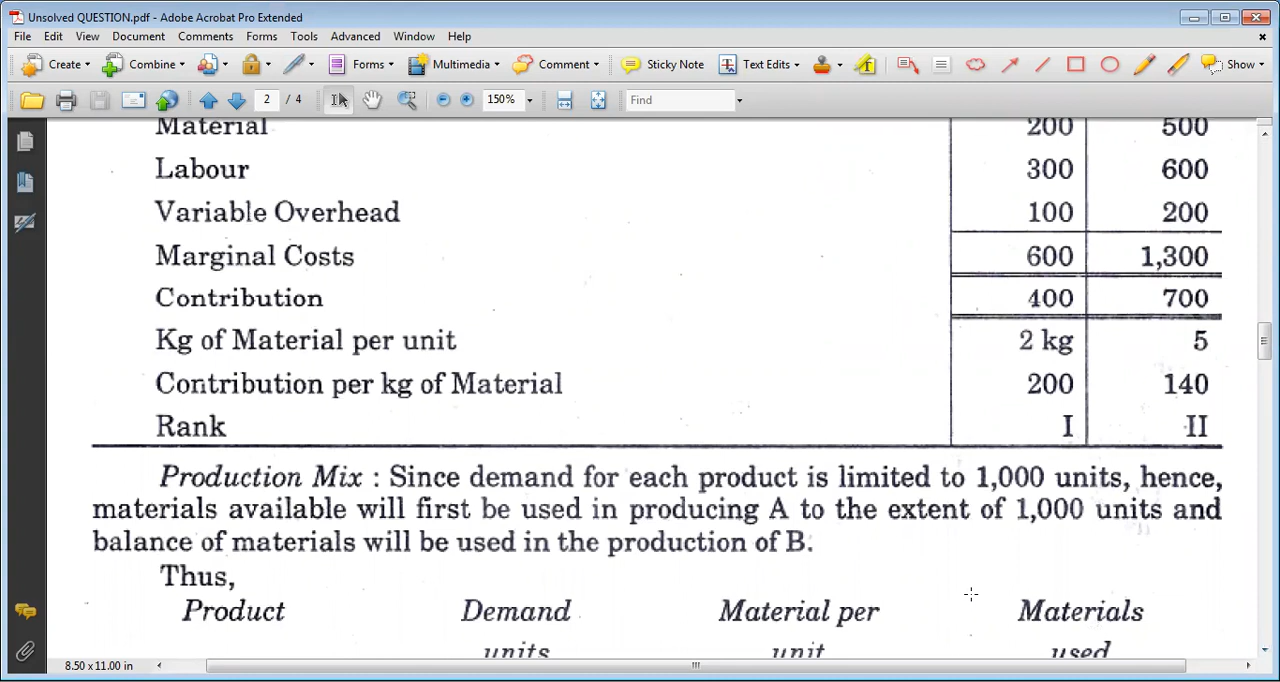 Unsolved QUESTION.pdf - Adobe Acrobat Pro Extended
File Edit View Document Comments Forms Tools Advanced Window Help
Create Combine Forms Multimedia Comment Sticky Note Text Edits Show
2 / 4 150% Find
Material 200 500
Labour 300 600
Variable Overhead 100 200
Marginal Costs 600 1,300
Contribution 400 700
Kg of Material per unit 2 kg 5
Contribution per kg of Material 200 140
Rank I II
Production Mix : Since demand for each product is limited to 1,000 units, hence,
materials available will first be used in producing A to the extent of 1,000 units and
balance of materials will be used in the production of B.
Thus,
Product Demand Material per Materials
units unit used
8.50 x 11.00 in